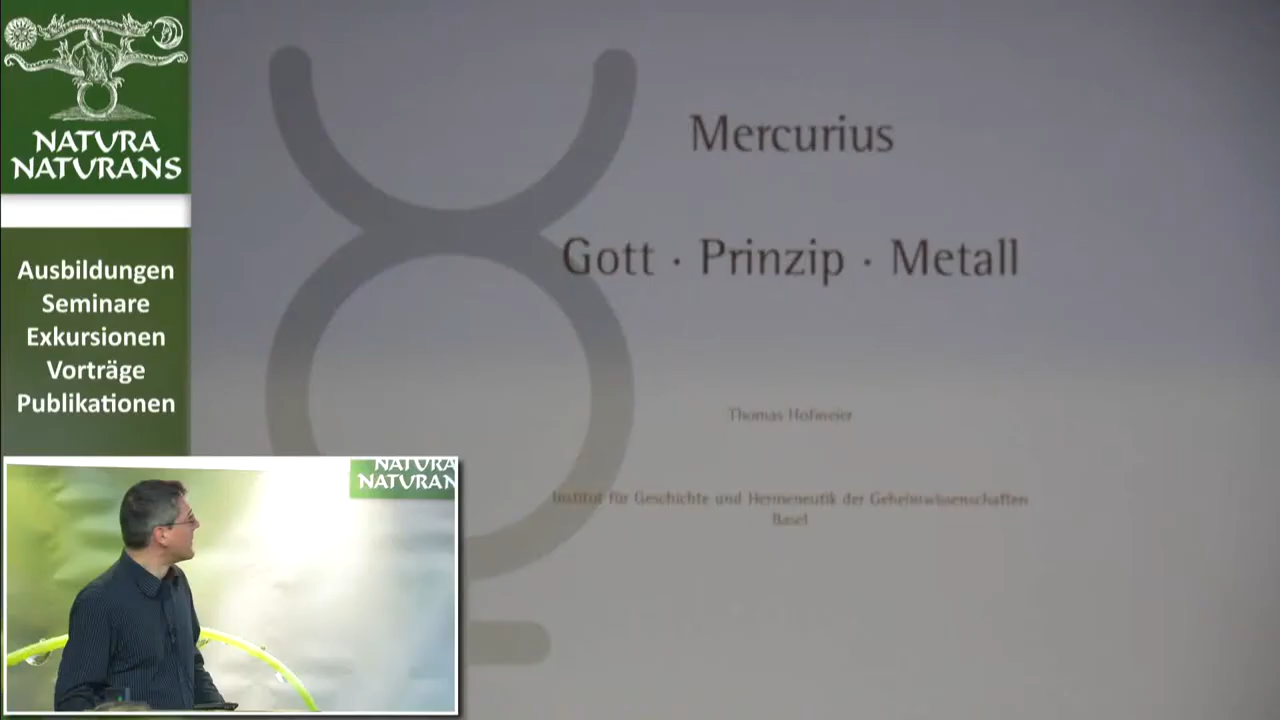 NATURA
NATURANS
Ausbildungen
Seminare
Exkursionen
Vorträge
Publikationen
Mercurius
Gott · Prinzip · Metall
Thomas Hofmeier
Institut für Geschichte und Hermeneutik der Geheimwissenschaften
Basel
NATURA
NATURAN